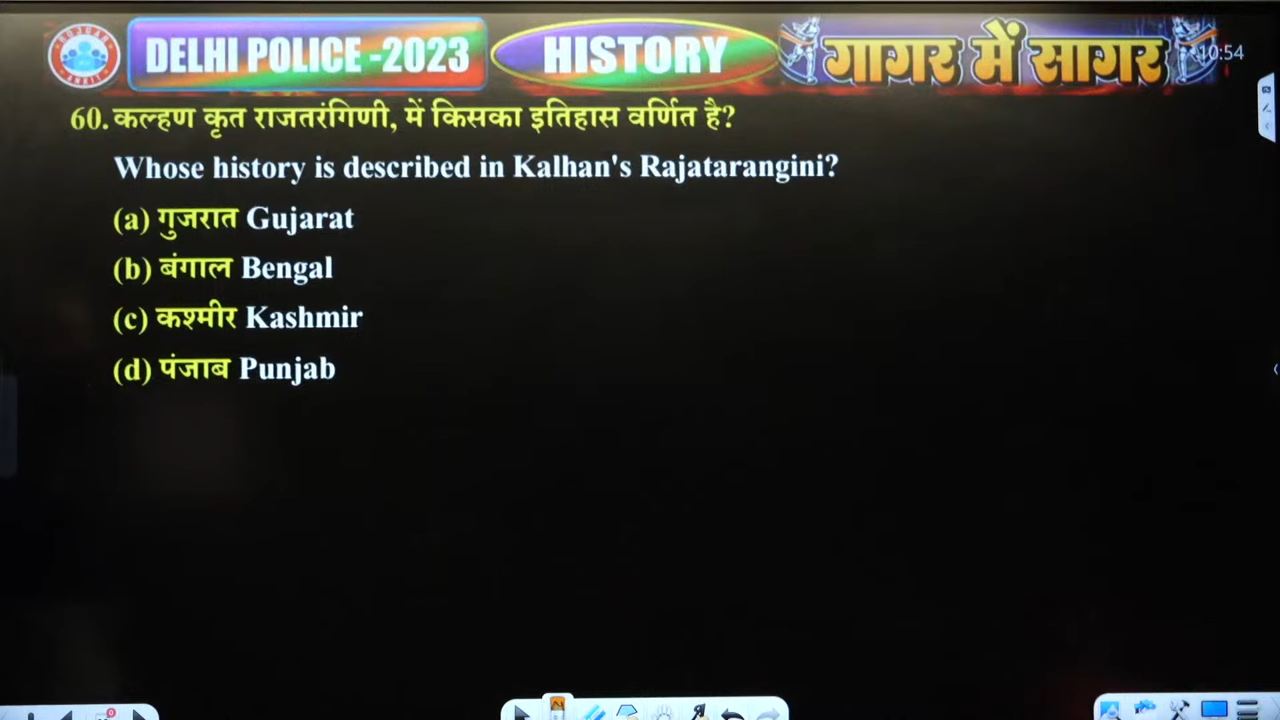 DELHI POLICE -2023
HISTORY
गागर में सागर
10:54
60. कल्हण कृत राजतरंगिणी, में किसका इतिहास वर्णित है?
Whose history is described in Kalhan's Rajatarangini?
(a) गुजरात Gujarat
(b) बंगाल Bengal
(c) कश्मीर Kashmir
(d) पंजाब Punjab